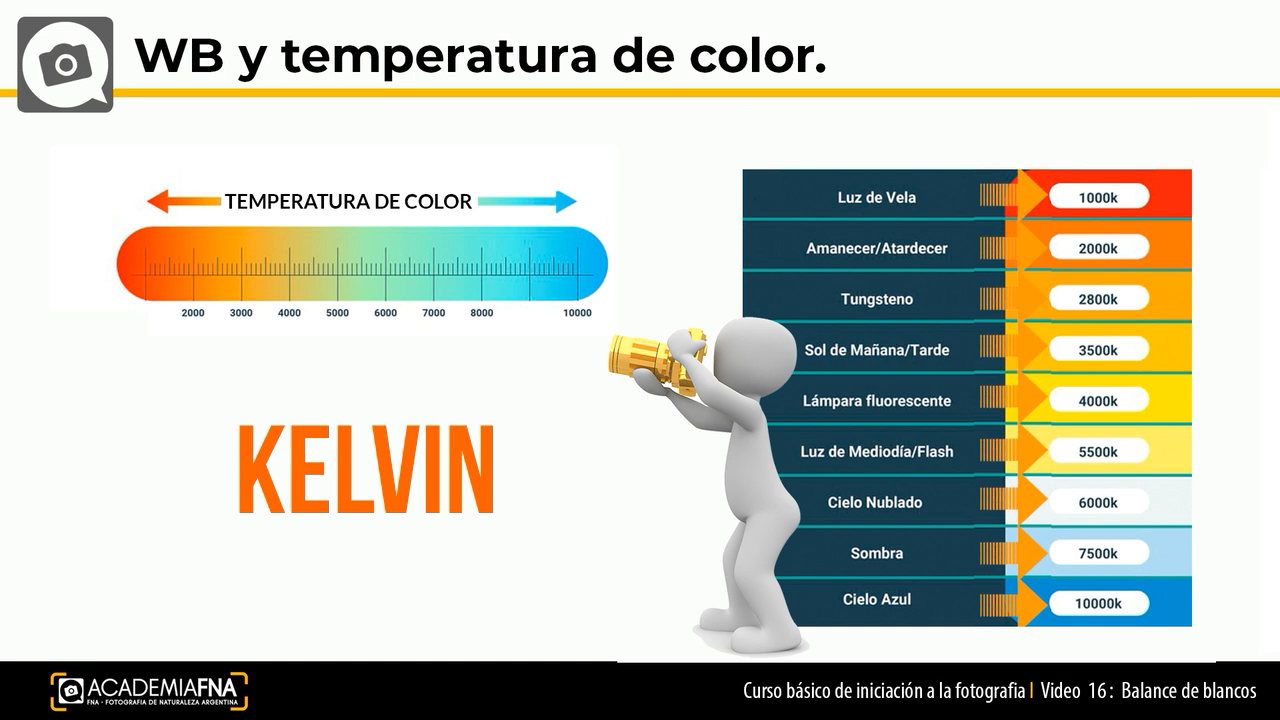 WB y temperatura de color.
TEMPERATURA DE COLOR
2000 3000 4000 5000 6000 7000 8000 10000
KELVIN
Luz de Vela 1000k
Amanecer/Atardecer 2000k
Tungsteno 2800k
Sol de Mañana/Tarde 3500k
Lámpara fluorescente 4000k
Luz de Mediodía/Flash 5500k
Cielo Nublado 6000k
Sombra 7500k
Cielo Azul 10000k
ACADEMIAFNA
FNA - FOTOGRAFIA DE NATURALEZA ARGENTINA
Curso básico de iniciación a la fotografia | Video 16: Balance de blancos